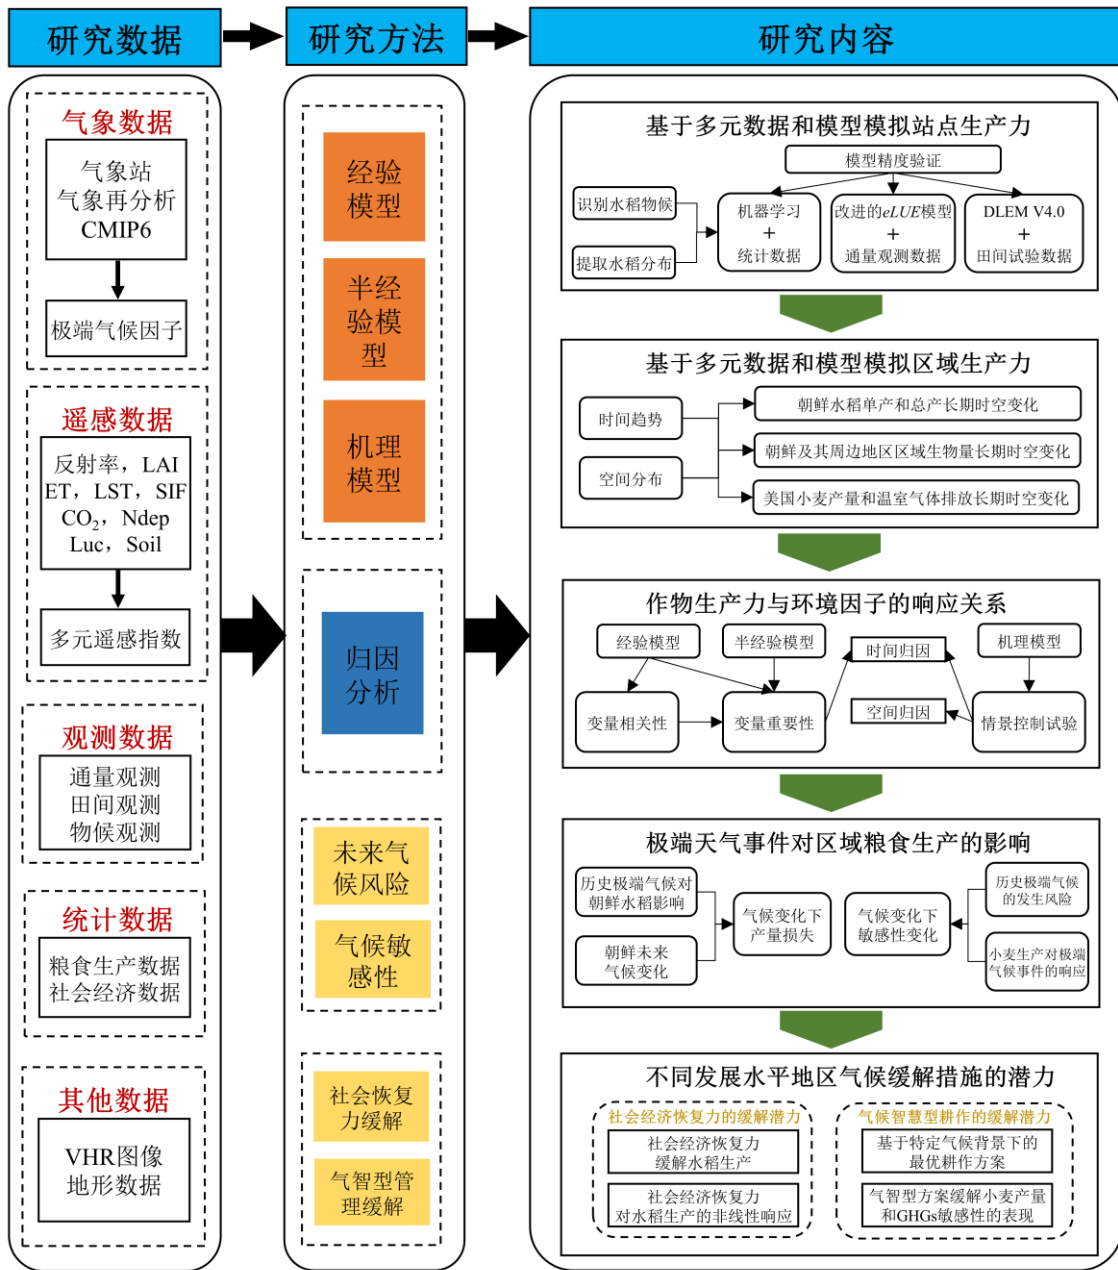 研究数据
研究方法
研究内容
气象数据
气象站
气象再分析
CMIP6
极端气候因子
遥感数据
反射率，LAI
ET，LST，SIF
CO₂，Ndep
Luc，Soil
多元遥感指数
观测数据
通量观测
田间观测
物候观测
统计数据
粮食生产数据
社会经济数据
其他数据
VHR图像
地形数据
经验
模型
半经
验模
型
机理
模型
归因
分析
未来气
候风险
气候敏
感性
社会恢复
力缓解
气智型管
理缓解
基于多元数据和模型模拟站点生产力
模型精度验证
识别水稻物候
提取水稻分布
机器学习
+
统计数据
改进的eLUE模型
+
通量观测数据
DLEM V4.0
+
田间试验数据
基于多元数据和模型模拟区域生产力
时间趋势
空间分布
朝鲜水稻单产和总产长期时空变化
朝鲜及其周边地区区域生物量长期时空变化
美国小麦产量和温室气体排放长期时空变化
作物生产力与环境因子的响应关系
经验模型
半经验模型
时间归因
机理模型
变量相关性
变量重要性
空间归因
情景控制试验
极端天气事件对区域粮食生产的影响
历史极端气候对
朝鲜水稻影响
朝鲜未来
气候变化
气候变化下
产量损失
气候变化下
敏感性变化
历史极端气候
的发生风险
小麦生产对极端
气候事件的响应
不同发展水平地区气候缓解措施的潜力
社会经济恢复力的缓解潜力
社会经济恢复力
缓解水稻生产
社会经济恢复力
对水稻生产的非线性响应
气候智慧型耕作的缓解潜力
基于特定气候背景下的
最优耕作方案
气智型方案缓解小麦产量
和GHGs敏感性的表现